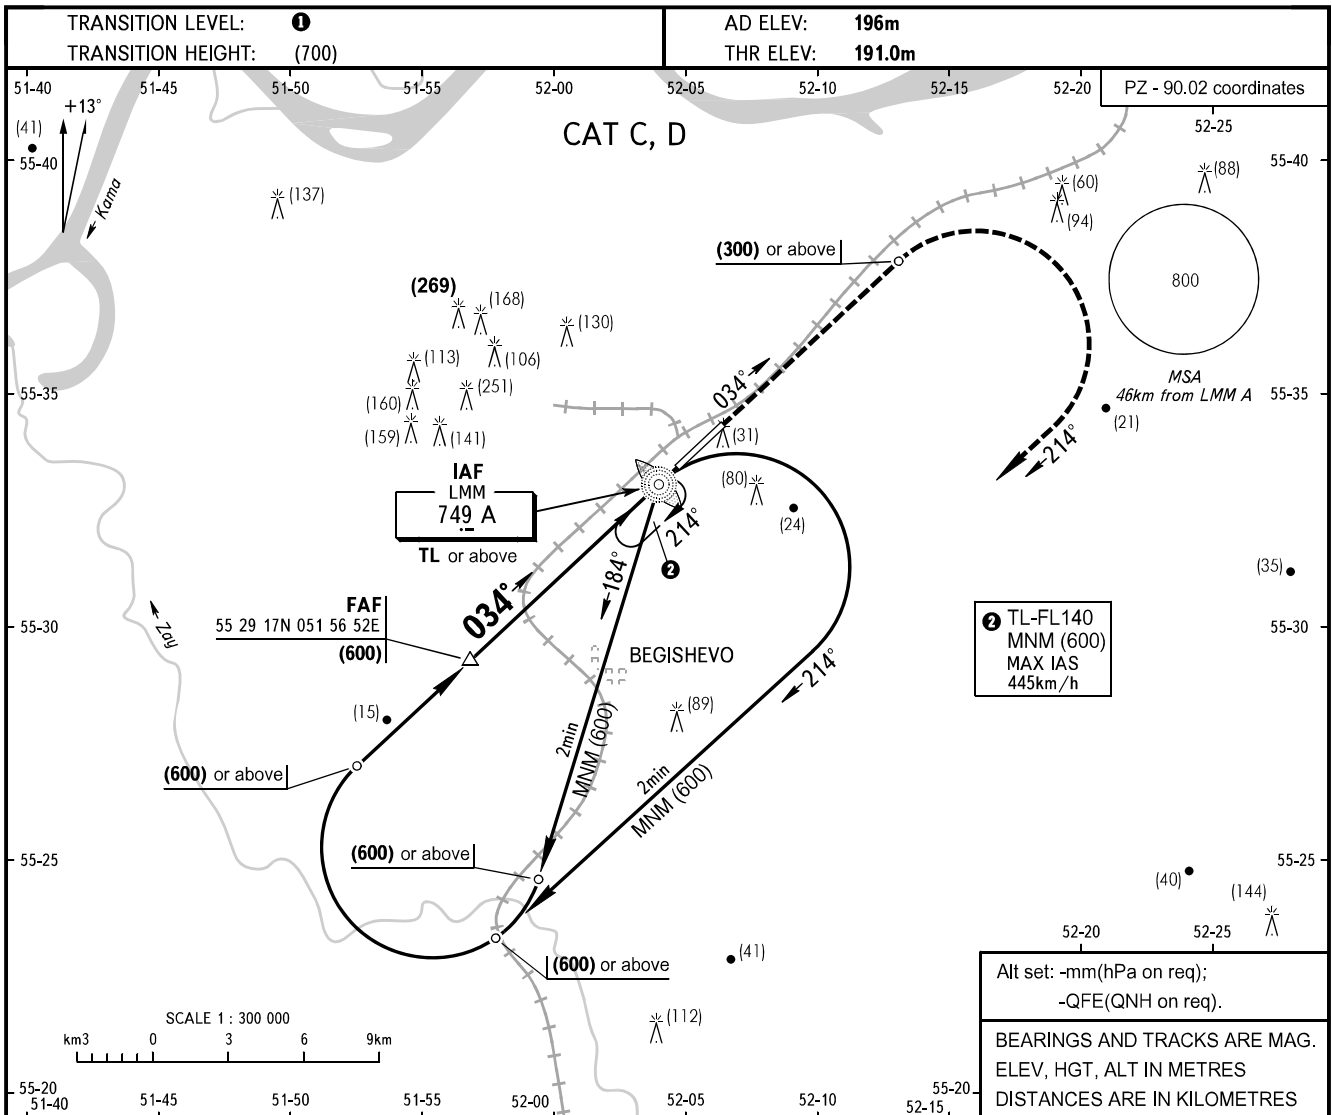 TRANSITION LEVEL: ❶
TRANSITION HEIGHT: (700)
AD ELEV: 196m
THR ELEV: 191.0m
51-40
51-45
51-50
51-55
52-00
52-05
52-10
52-15
52-20
PZ - 90.02 coordinates
52-25
+13°
(41)
55-40
CAT C, D
55-40
Kama
(137)
(60)
(88)
(94)
(300) or above
800
(269)
(168)
(130)
(106)
(113)
(251)
(160)
(159)
(141)
55-35
034°
MSA
46km from LMM A
55-35
(21)
(31)
214°
IAF
LMM
749 A
TL or above
(80)
(24)
214°
❷
184°
(35)
FAF
55 29 17N 051 56 52E
(600)
034°
55-30
Zay
BEGISHEVO
❷ TL-FL140
MNM (600)
MAX IAS
445km/h
55-30
214°
(15)
(89)
2min
MNM (600)
2min
MNM (600)
(600) or above
(600) or above
55-25
55-25
(40)
(144)
52-20
52-25
(600) or above
(41)
(112)
SCALE 1 : 300 000
km3 0 3 6 9km
Alt set: -mm(hPa on req);
-QFE(QNH on req).
BEARINGS AND TRACKS ARE MAG.
ELEV, HGT, ALT IN METRES
DISTANCES ARE IN KILOMETRES
55-20
55-20
51-40
51-45
51-50
51-55
52-00
52-05
52-10
52-15